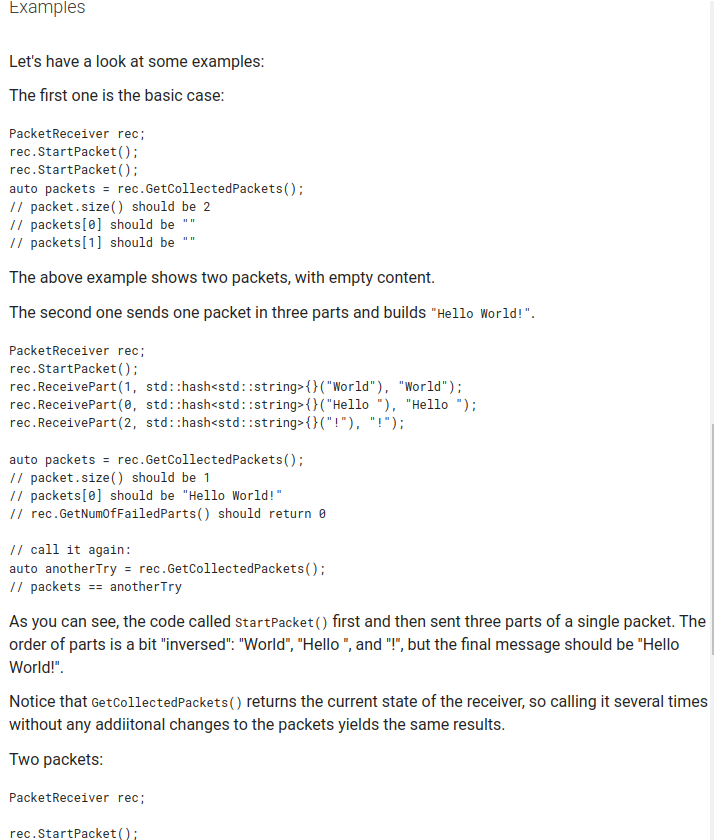 Examples
Let's have a look at some examples:
The first one is the basic case:
PacketReceiver rec;
rec.StartPacket();
rec.StartPacket();
auto packets = rec.GetCollectedPackets();
// packet.size() should be 2
// packets[0] should be ""
// packets[1] should be ""
The above example shows two packets, with empty content.
The second one sends one packet in three parts and builds "Hello World!".
PacketReceiver rec;
rec.StartPacket();
rec.ReceivePart(1, std::hash<std::string>{}("World"), "World");
rec.ReceivePart(0, std::hash<std::string>{}("Hello "), "Hello ");
rec.ReceivePart(2, std::hash<std::string>{}("!"), "!");
auto packets = rec.GetCollectedPackets();
// packet.size() should be 1
// packets[0] should be "Hello World!"
// rec.GetNumOfFailedParts() should return 0
// call it again:
auto anotherTry = rec.GetCollectedPackets();
// packets == anotherTry
As you can see, the code called StartPacket() first and then sent three parts of a single packet. The
order of parts is a bit "inversed": "World", "Hello ", and "!", but the final message should be "Hello
World!".
Notice that GetCollectedPackets() returns the current state of the receiver, so calling it several times
without any addiitonal changes to the packets yields the same results.
Two packets:
PacketReceiver rec;
rec.StartPacket();